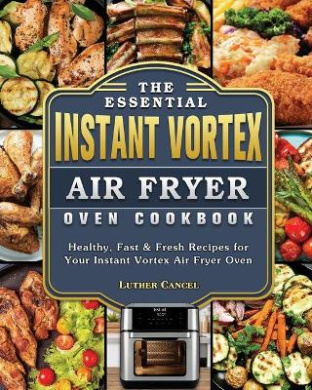 THE
ESSENTIAL
INSTANT VORTEX
AIR FRYER
OVEN COOKBOOK
Healthy, Fast & Fresh Recipes for
Your Instant Vortex Air Fryer Oven
LUTHER CANCEL